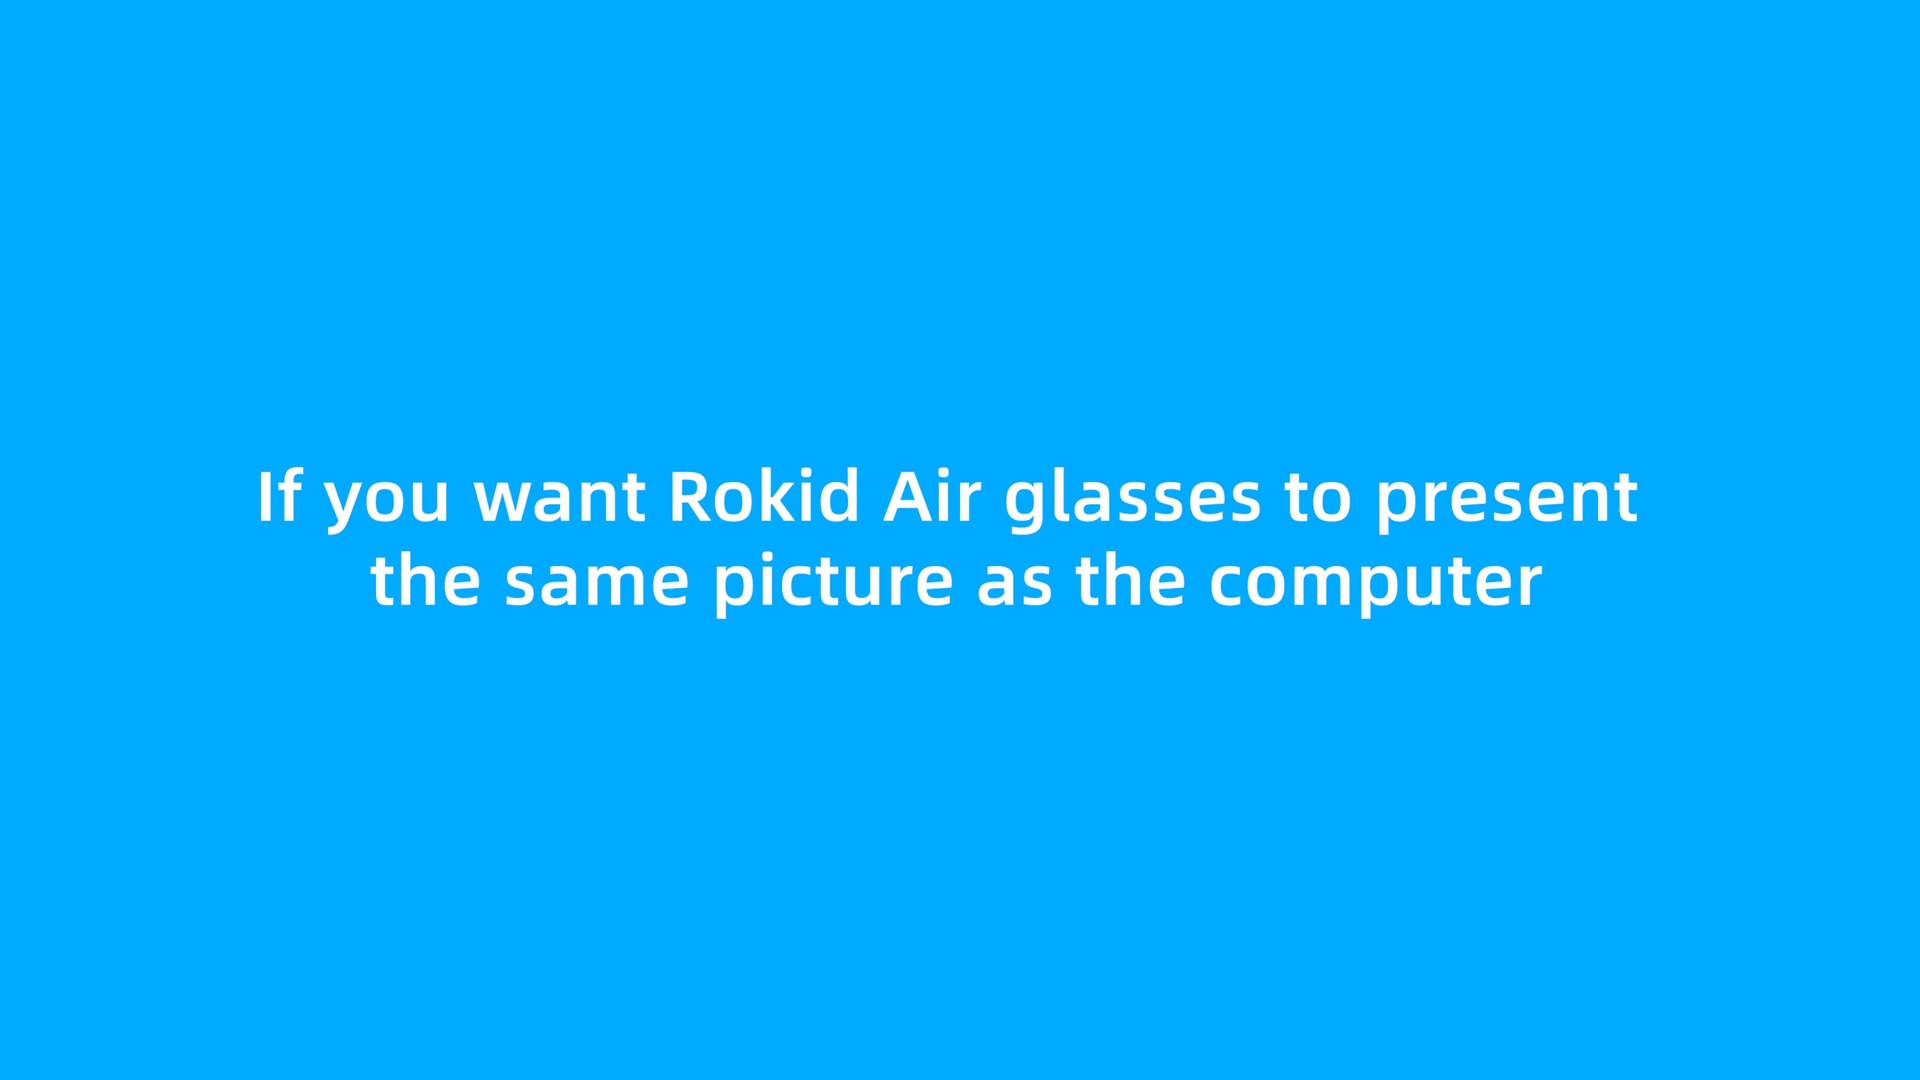 If you want Rokid Air glasses to present
the same picture as the computer